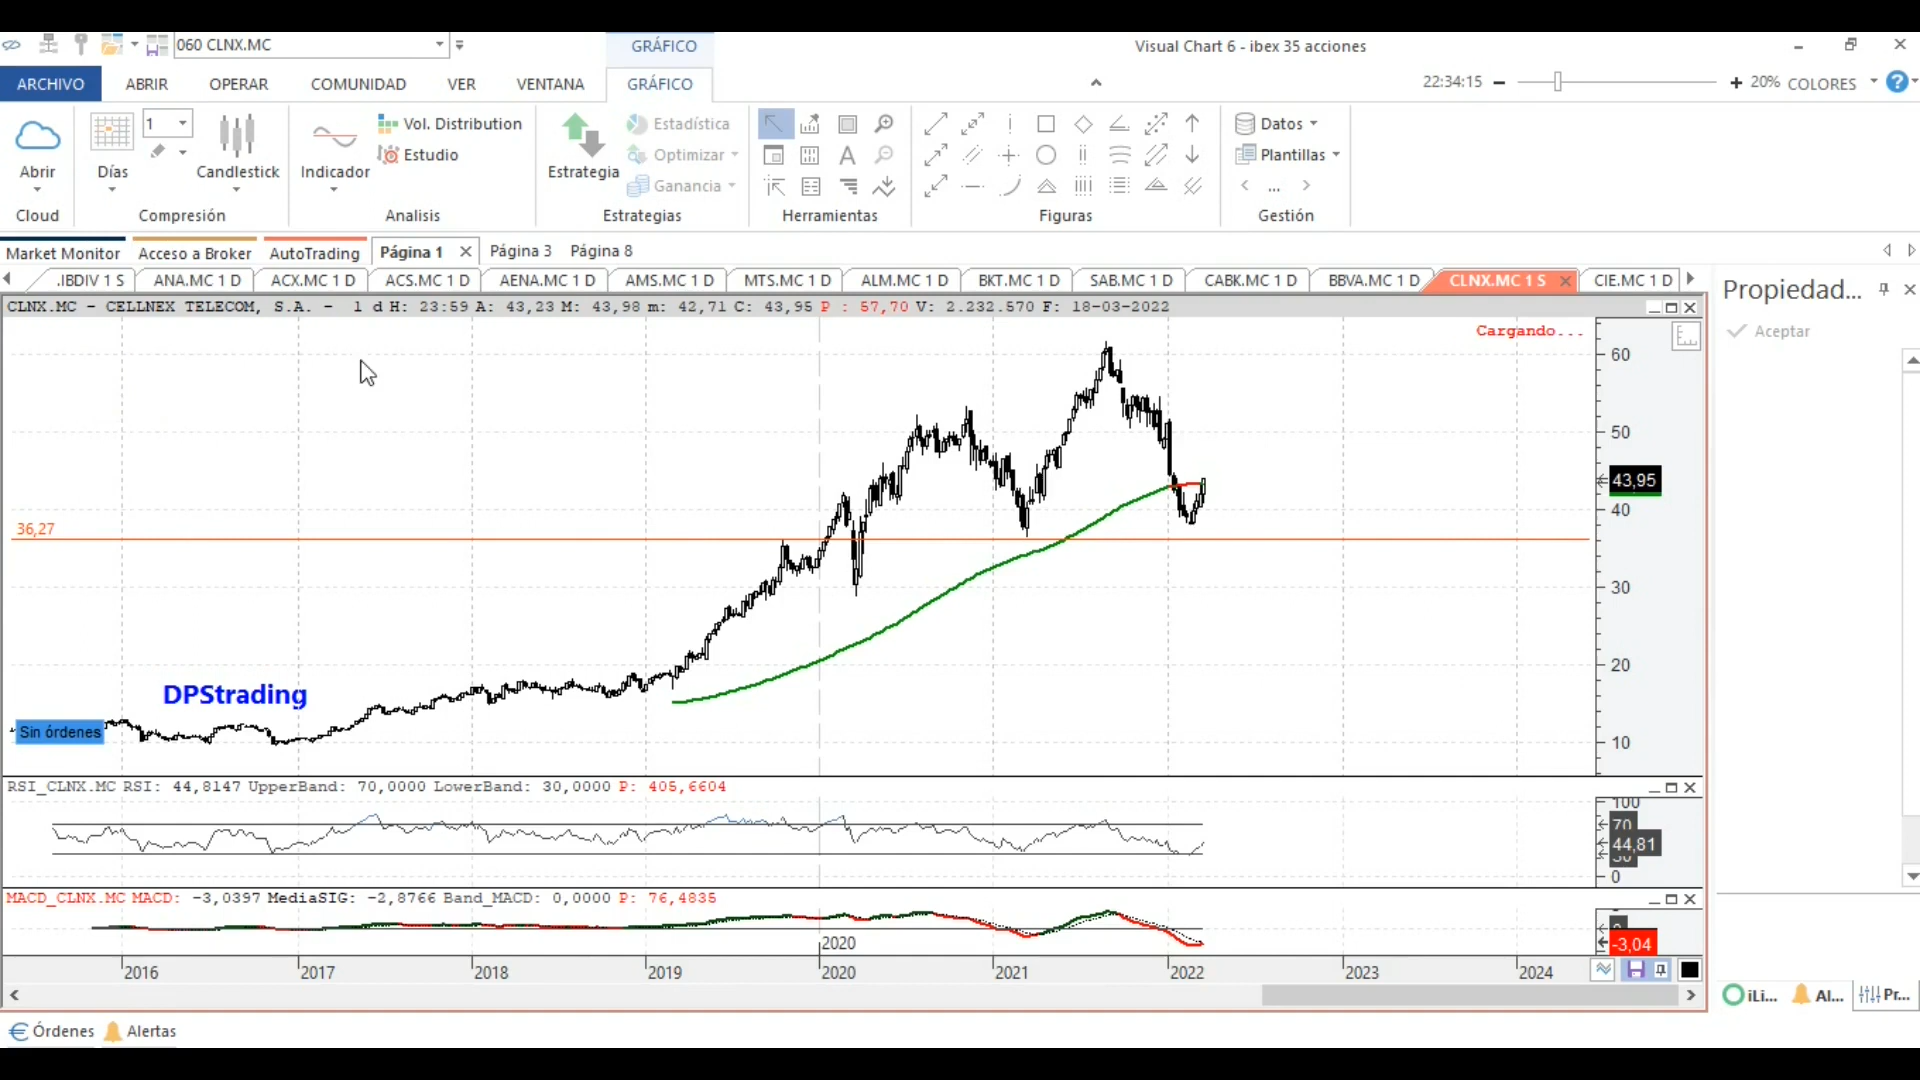 060 CLNX.MC
GRÁFICO
Visual Chart 6 - ibex 35 acciones
ARCHIVO ABRIR OPERAR COMUNIDAD VER VENTANA GRÁFICO
22:34:15 20% COLORES
Abrir
Cloud
1
Días
Candlestick
Compresión
Indicador
Vol. Distribution
Estudio
Analisis
Estrategia
Estadística
Optimizar
Ganancia
Estrategias
Herramientas
Figuras
Datos
Plantillas
...
Gestión
Market Monitor Acceso a Broker AutoTrading Página 1 Página 3 Página 8
.IBDIV 1 S ANA.MC 1 D ACX.MC 1 D ACS.MC 1 D AENA.MC 1 D AMS.MC 1 D MTS.MC 1 D ALM.MC 1 D BKT.MC 1 D SAB.MC 1 D CABK.MC 1 D BBVA.MC 1 D CLNX.MC 1 S CIE.MC 1 D
Propiedad...
Aceptar
CLNX.MC - CELLNEX TELECOM, S.A. - 1 d H: 23:59 A: 43,23 M: 43,98 m: 42,71 C: 43,95 P : 57,70 V: 2.232.570 F: 18-03-2022
Cargando...
60
50
43,95
40
36,27
30
20
10
DPStrading
Sin órdenes
RSI_CLNX.MC RSI: 44,8147 UpperBand: 70,0000 LowerBand: 30,0000 P: 405,6604
100
70
44,81
0
MACD_CLNX.MC MACD: -3,0397 MediaSIG: -2,8766 Band_MACD: 0,0000 P: 76,4835
-3,04
2020
2016 2017 2018 2019 2020 2021 2022 2023 2024
iLi... Al... Pr...
Órdenes Alertas